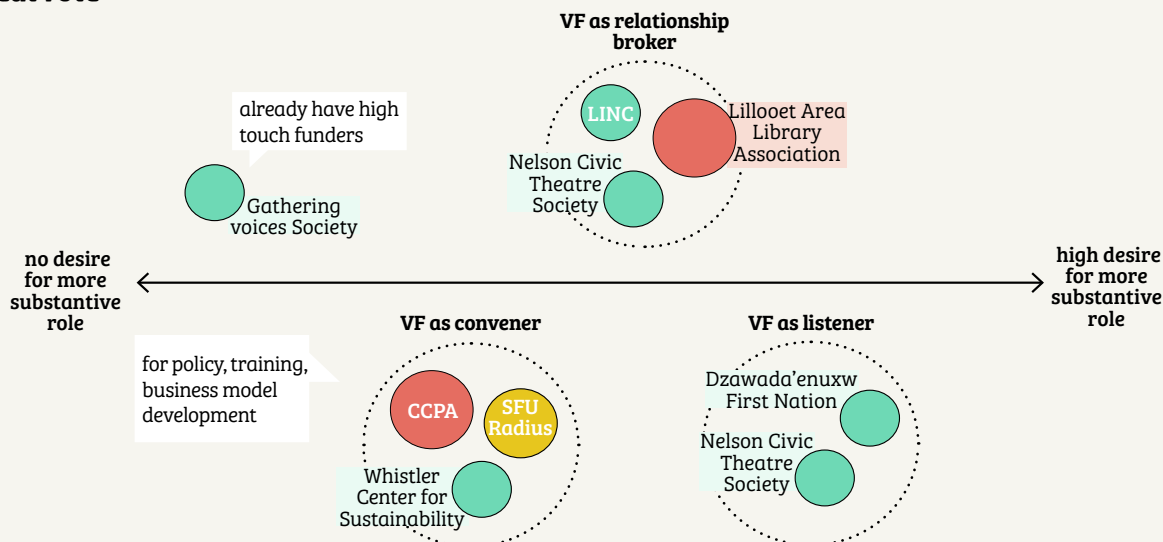 VF as relationship
broker
already have high
touch funders
LINC
Lillooet Area
Library
Association
Nelson Civic
Theatre
Society
Gathering
voices Society
no desire
for more
substantive
role
high desire
for more
substantive
role
VF as convener
VF as listener
for policy, training,
business model
development
CCPA
SFU
Radius
Whistler
Center for
Sustainability
Dzawada'enuxw
First Nation
Nelson Civic
Theatre
Society